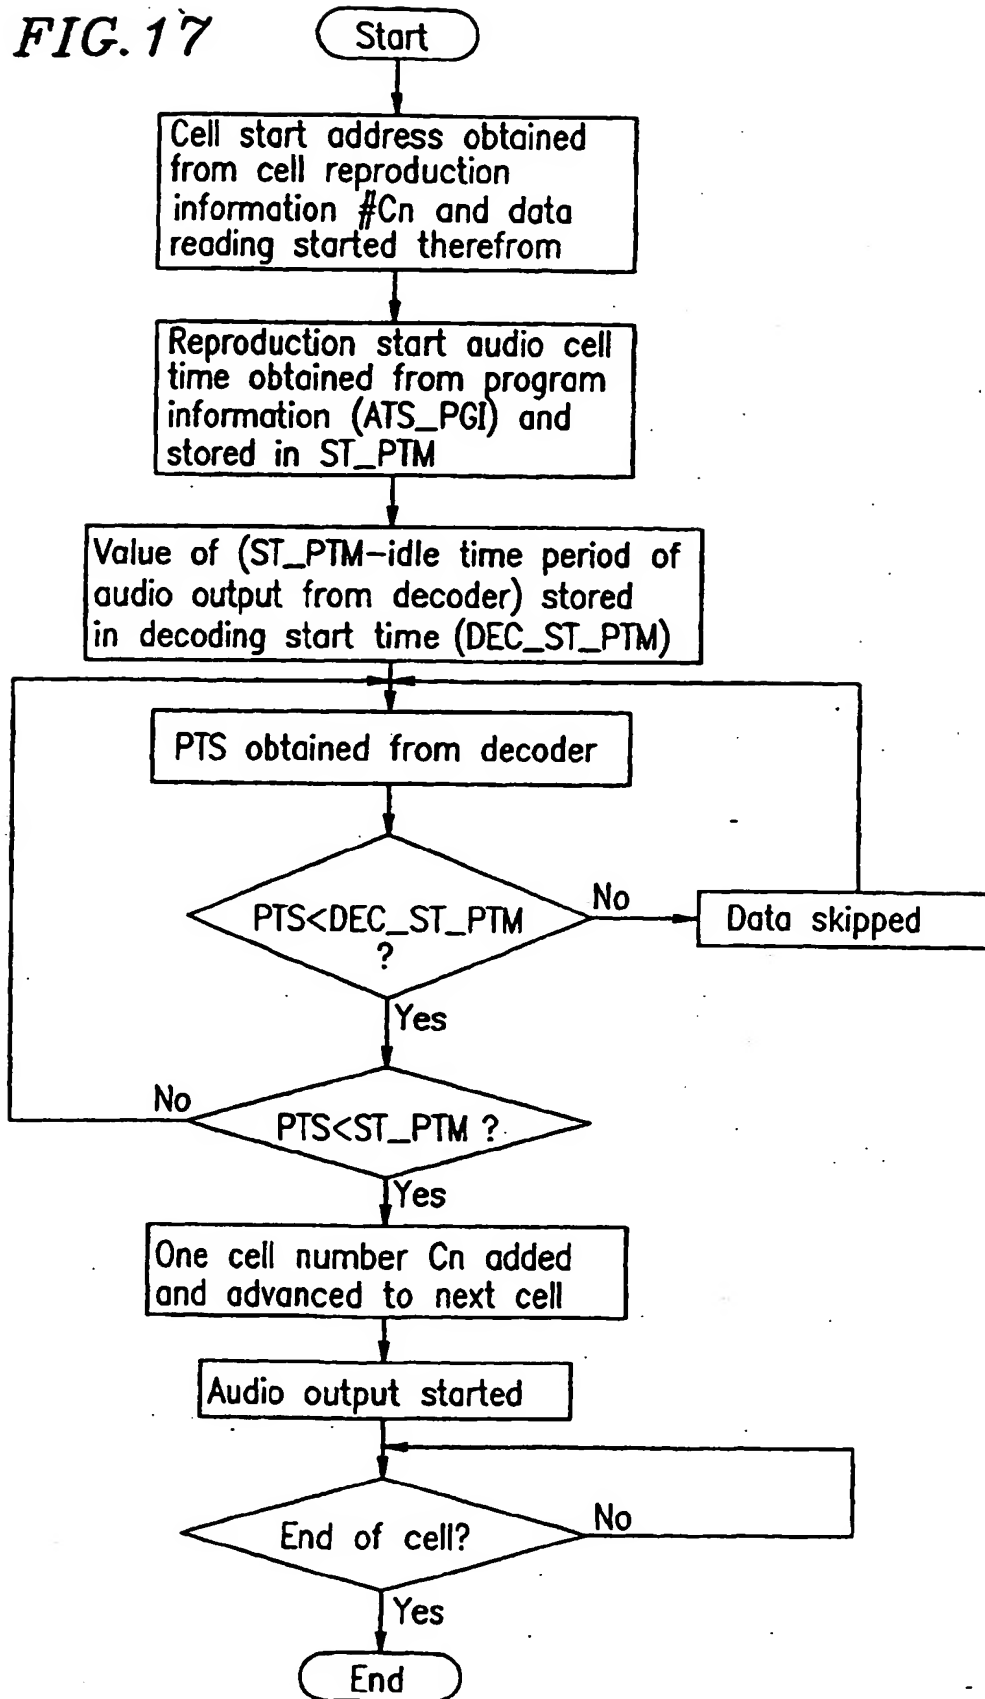 FIG. 17
Start
Cell start address obtained
from cell reproduction
information #Cn and data
reading started therefrom
Reproduction start audio cell
time obtained from program
information (ATS_PGI) and
stored in ST_PTM
Value of (ST_PTM-idle time period of
audio output from decoder) stored
in decoding start time (DEC_ST_PTM)
PTS obtained from decoder
PTS<DEC_ST_PTM
?
No
Data skipped
Yes
No
PTS<ST_PTM ?
Yes
One cell number Cn added
and advanced to next cell
Audio output started
End of cell?
No
Yes
End